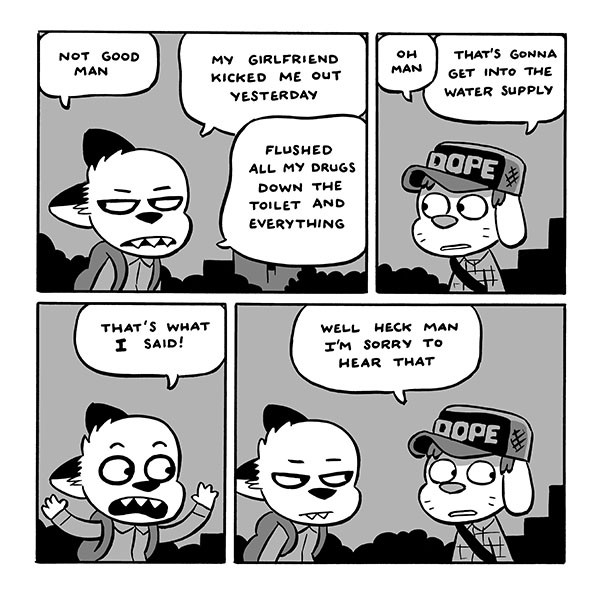 NOT GOOD
MAN
MY GIRLFRIEND
KICKED ME OUT
YESTERDAY
FLUSHED
ALL MY DRUGS
DOWN THE
TOILET AND
EVERYTHING
OH
MAN
THAT'S GONNA
GET INTO THE
WATER SUPPLY
DOPE
THAT'S WHAT
I SAID!
WELL HECK MAN
I'M SORRY TO
HEAR THAT
DOPE